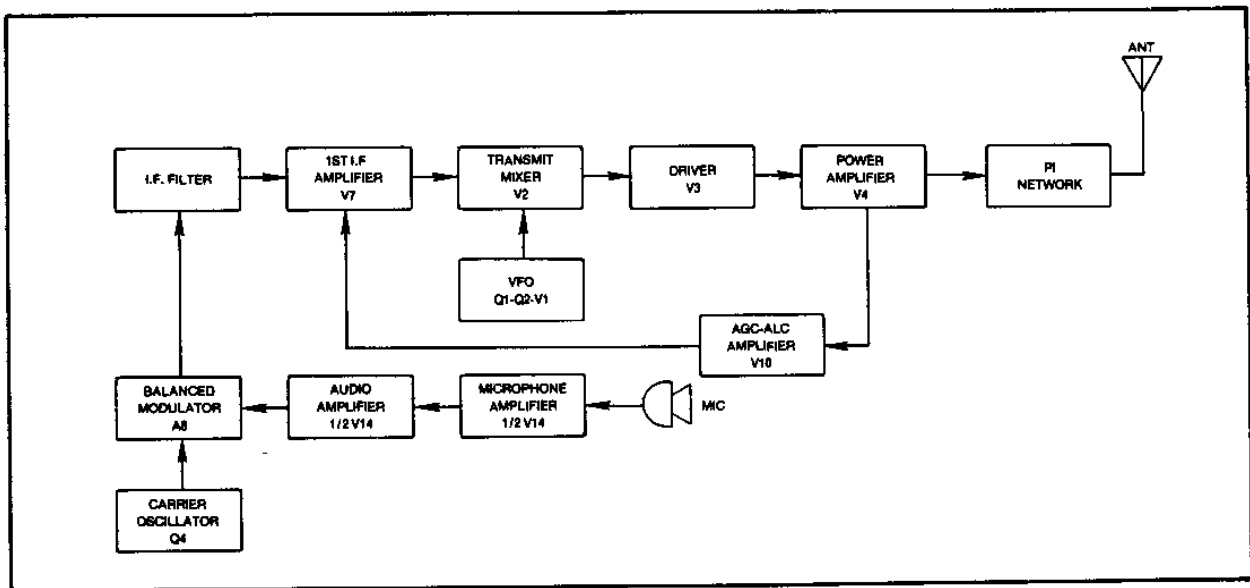 ANT
I.F. FILTER
1ST I.F
AMPLIFIER
V7
TRANSMIT
MIXER
V2
DRIVER
V3
POWER
AMPLIFIER
V4
PI
NETWORK
VFO
Q1-Q2-V1
AGC-ALC
AMPLIFIER
V10
BALANCED
MODULATOR
A8
AUDIO
AMPLIFIER
1/2 V14
MICROPHONE
AMPLIFIER
1/2 V14
MIC
CARRIER
OSCILLATOR
Q4